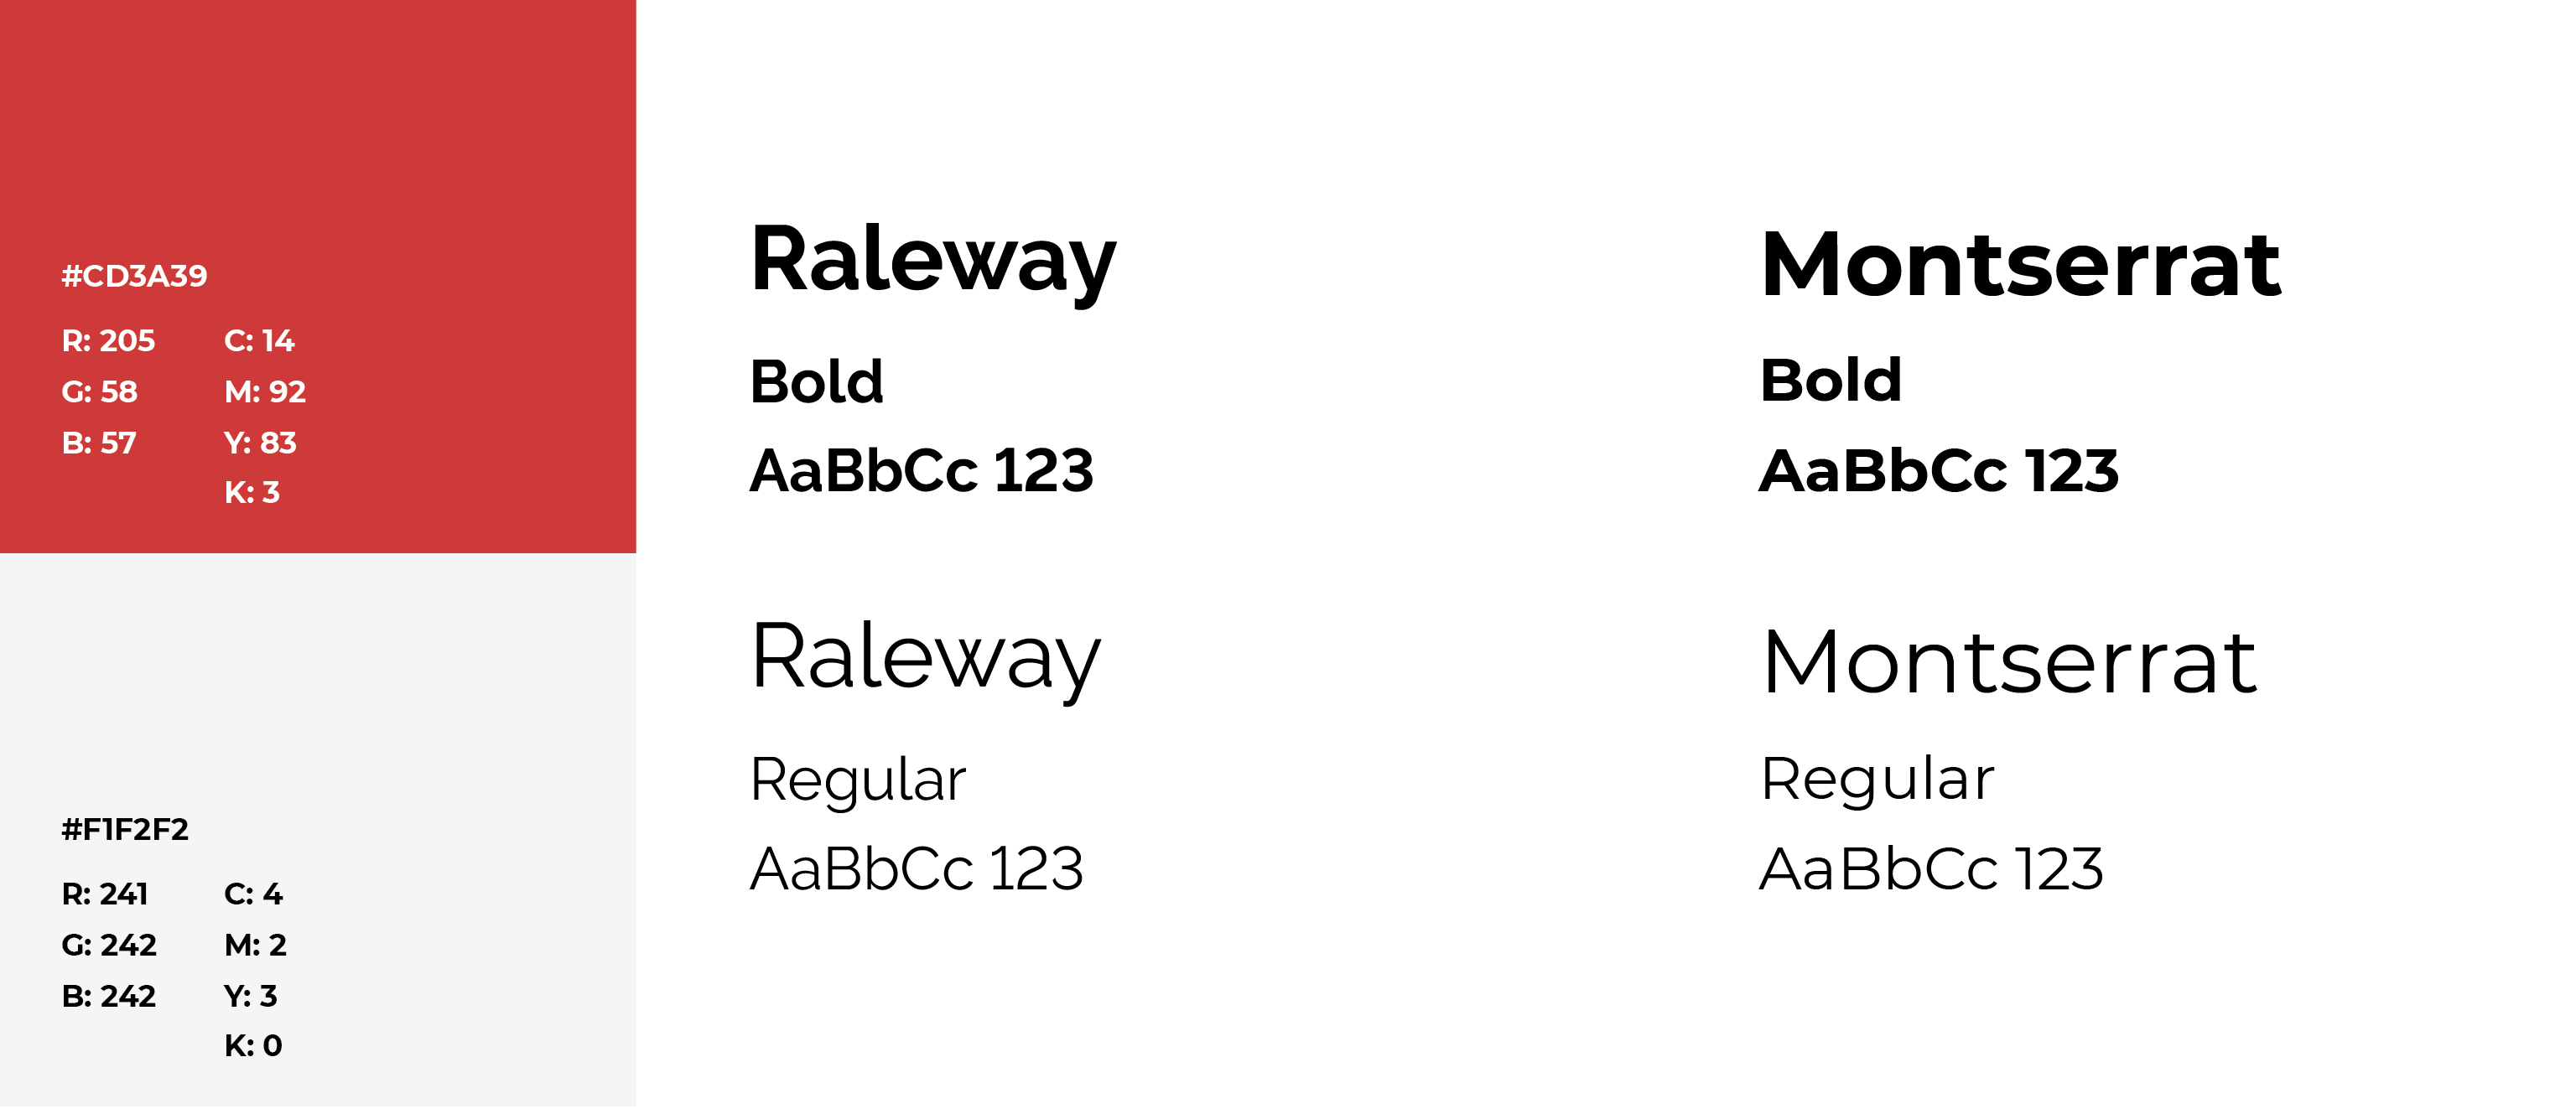 #CD3A39
R: 205 C: 14
G: 58 M: 92
B: 57 Y: 83
K: 3
#F1F2F2
R: 241 C: 4
G: 242 M: 2
B: 242 Y: 3
K: 0
Raleway
Bold
AaBbCc 123
Raleway
Regular
AaBbCc 123
Montserrat
Bold
AaBbCc 123
Montserrat
Regular
AaBbCc 123